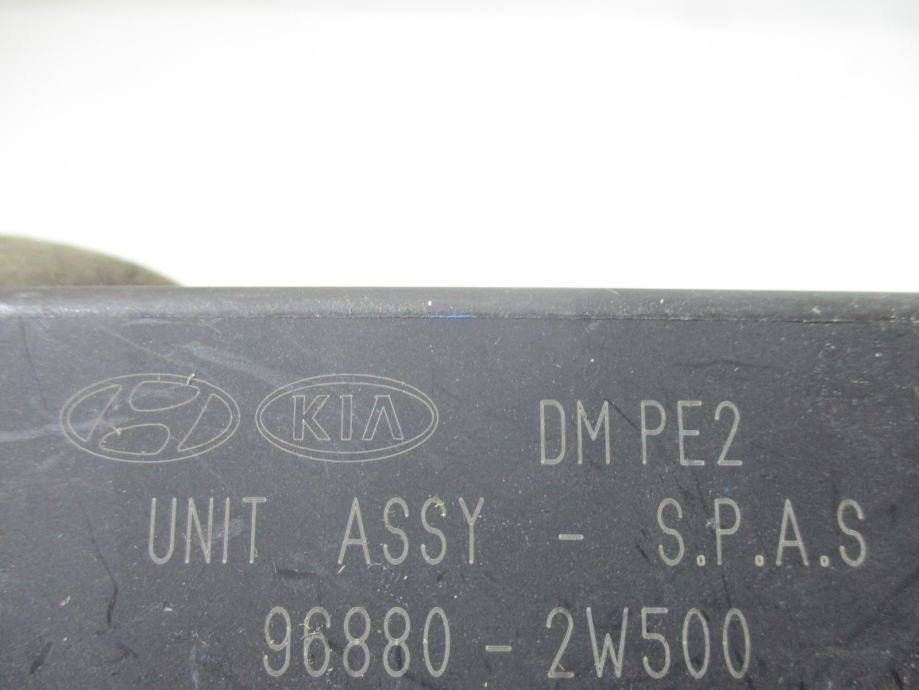 KIA DM PE2
UNIT ASSY - S.P.A.S
96880-2W500